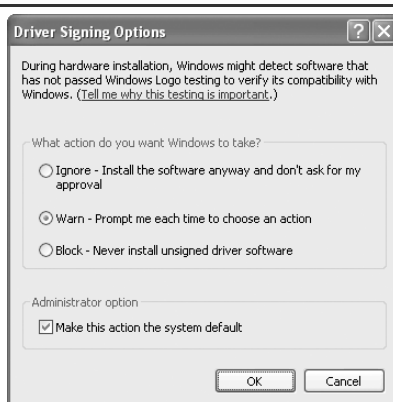 Driver Signing Options
During hardware installation, Windows might detect software that
has not passed Windows Logo testing to verify its compatibility with
Windows. (Tell me why this testing is important.)
What action do you want Windows to take?
Ignore - Install the software anyway and don't ask for my
approval
Warn - Prompt me each time to choose an action
Block - Never install unsigned driver software
Administrator option
Make this action the system default
OK Cancel